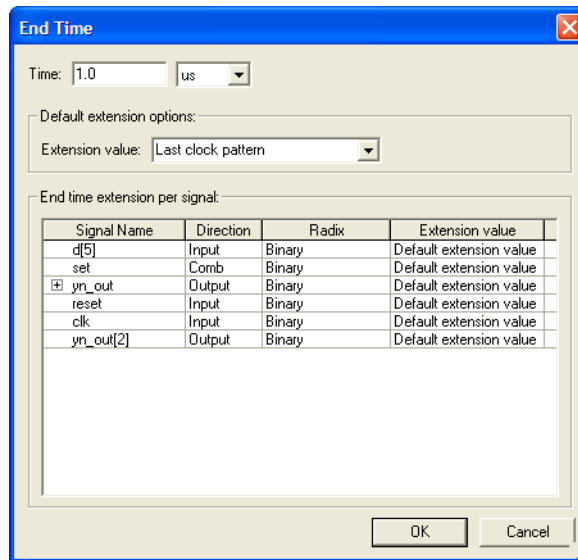 End Time
Time: 1.0 us
Default extension options:
Extension value: Last clock pattern
End time extension per signal:
Signal Name Direction Radix Extension value
d[5] Input Binary Default extension value
set Comb Binary Default extension value
yn_out Output Binary Default extension value
reset Input Binary Default extension value
clk Input Binary Default extension value
yn_out[2] Output Binary Default extension value
OK Cancel